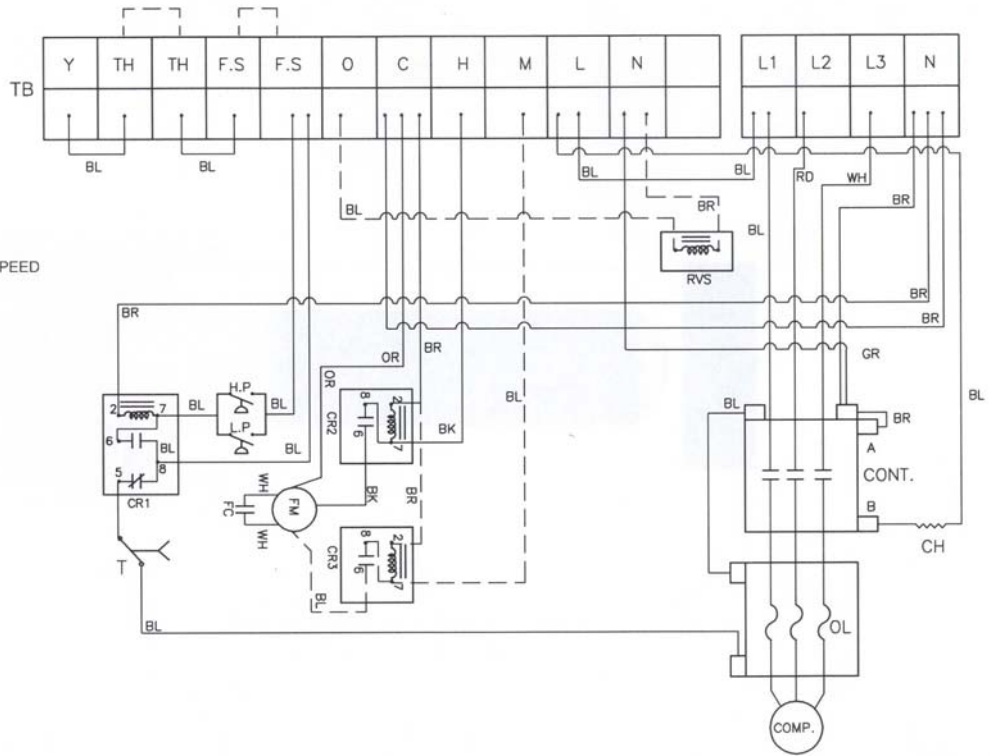 TB Y TH TH F.S F.S O C H M L N L1 L2 L3 N
BL BL BL BL RD WH BR
BL BR BL
PEED
RVS
BR BR
BR BR
OR GR
OR
BL BL BL
2 7 BL H.P BL 8 2 BK BL BR
6 L.P CR2 6 7 A
BL BL CONT.
5 8
CR1 WH BK BR B
FC FM CH
WH 8 2
T CR3 6 7
BL OL
BL
COMP.